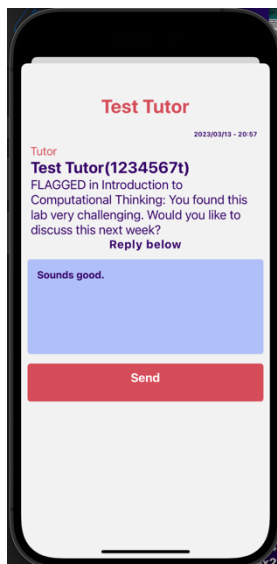 Test Tutor
2023/03/13 - 20:57
Tutor
Test Tutor(1234567t)
FLAGGED in Introduction to
Computational Thinking: You found this
lab very challenging. Would you like to
discuss this next week?
Reply below
Sounds good.
Send